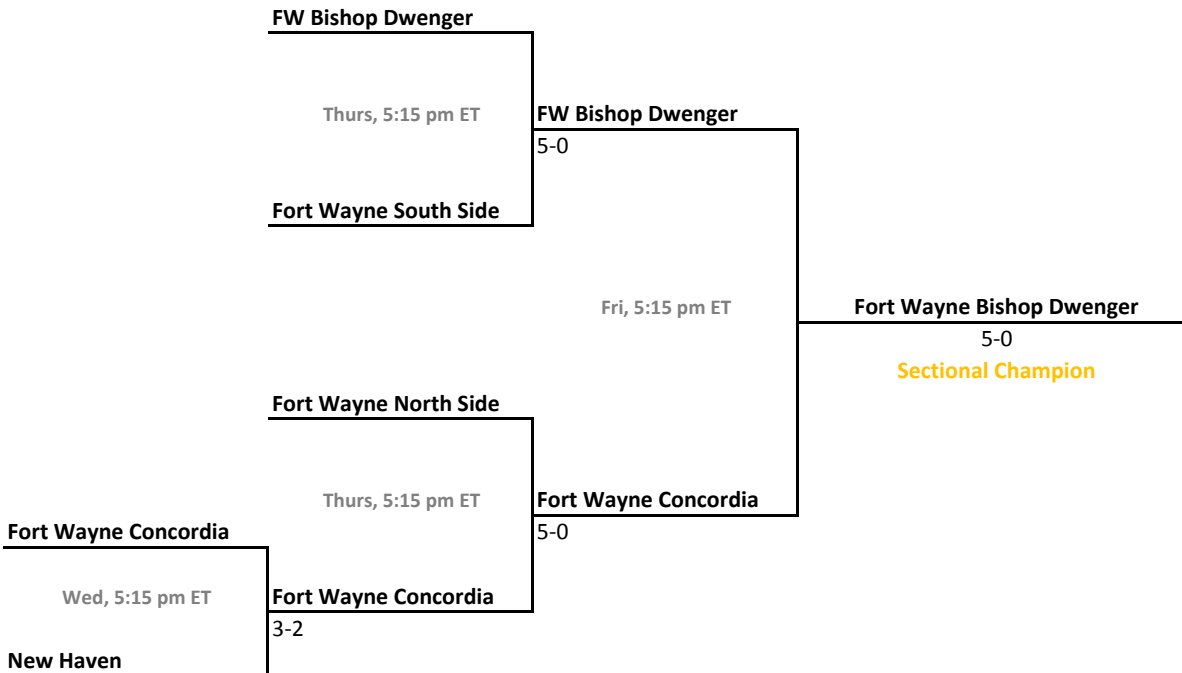 FW Bishop Dwenger
Thurs, 5:15 pm ET
FW Bishop Dwenger
5-0
Fort Wayne South Side
Fri, 5:15 pm ET
Fort Wayne Bishop Dwenger
5-0
Sectional Champion
Fort Wayne North Side
Thurs, 5:15 pm ET
Fort Wayne Concordia
5-0
Fort Wayne Concordia
Wed, 5:15 pm ET
Fort Wayne Concordia
3-2
New Haven